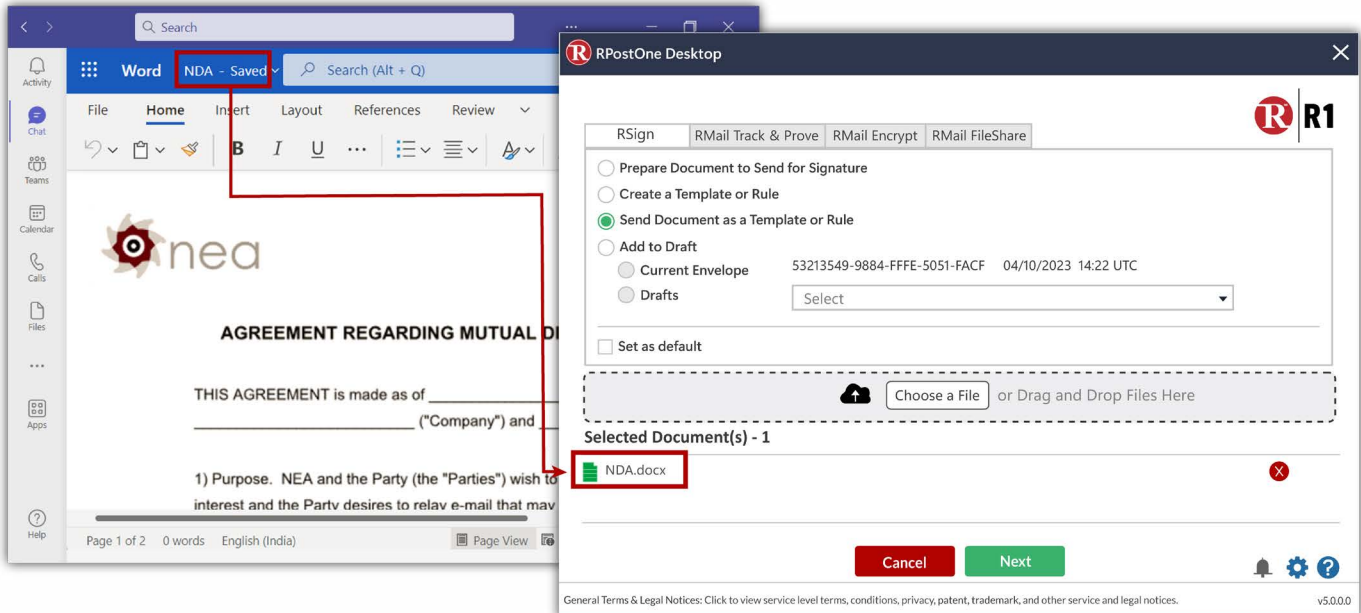 Search
Activity
Chat
Teams
Calendar
Calls
Files
Apps
Help
Word NDA - Saved Search (Alt + Q)
File Home Insert Layout References Review
B I U
nea
AGREEMENT REGARDING MUTUAL DI
THIS AGREEMENT is made as of
("Company") and
1) Purpose. NEA and the Party (the "Parties") wish to
interest and the Party desires to relay e-mail that may
Page 1 of 2 0 words English (India) Page View
R RPostOne Desktop
R R1
RSign RMail Track & Prove RMail Encrypt RMail FileShare
Prepare Document to Send for Signature
Create a Template or Rule
Send Document as a Template or Rule
Add to Draft
Current Envelope 53213549-9884-FFFE-5051-FACF 04/10/2023 14:22 UTC
Drafts Select
Set as default
Choose a File or Drag and Drop Files Here
Selected Document(s) - 1
NDA.docx X
Cancel Next ?
General Terms & Legal Notices: Click to view service level terms, conditions, privacy, patent, trademark, and other service and legal notices. v5.0.0.0